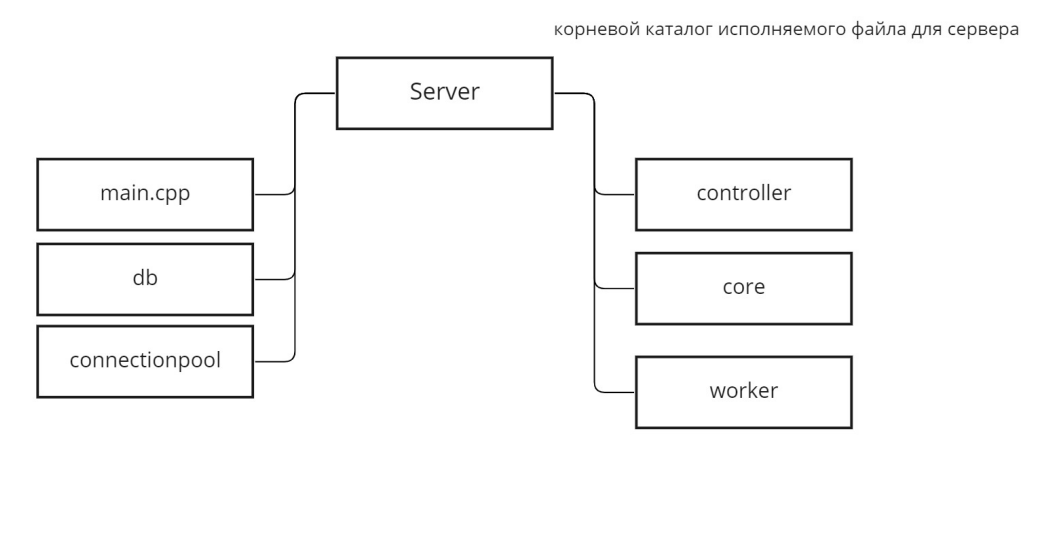 корневой каталог исполняемого файла для сервера
Server
main.cpp
db
connectionpool
controller
core
worker